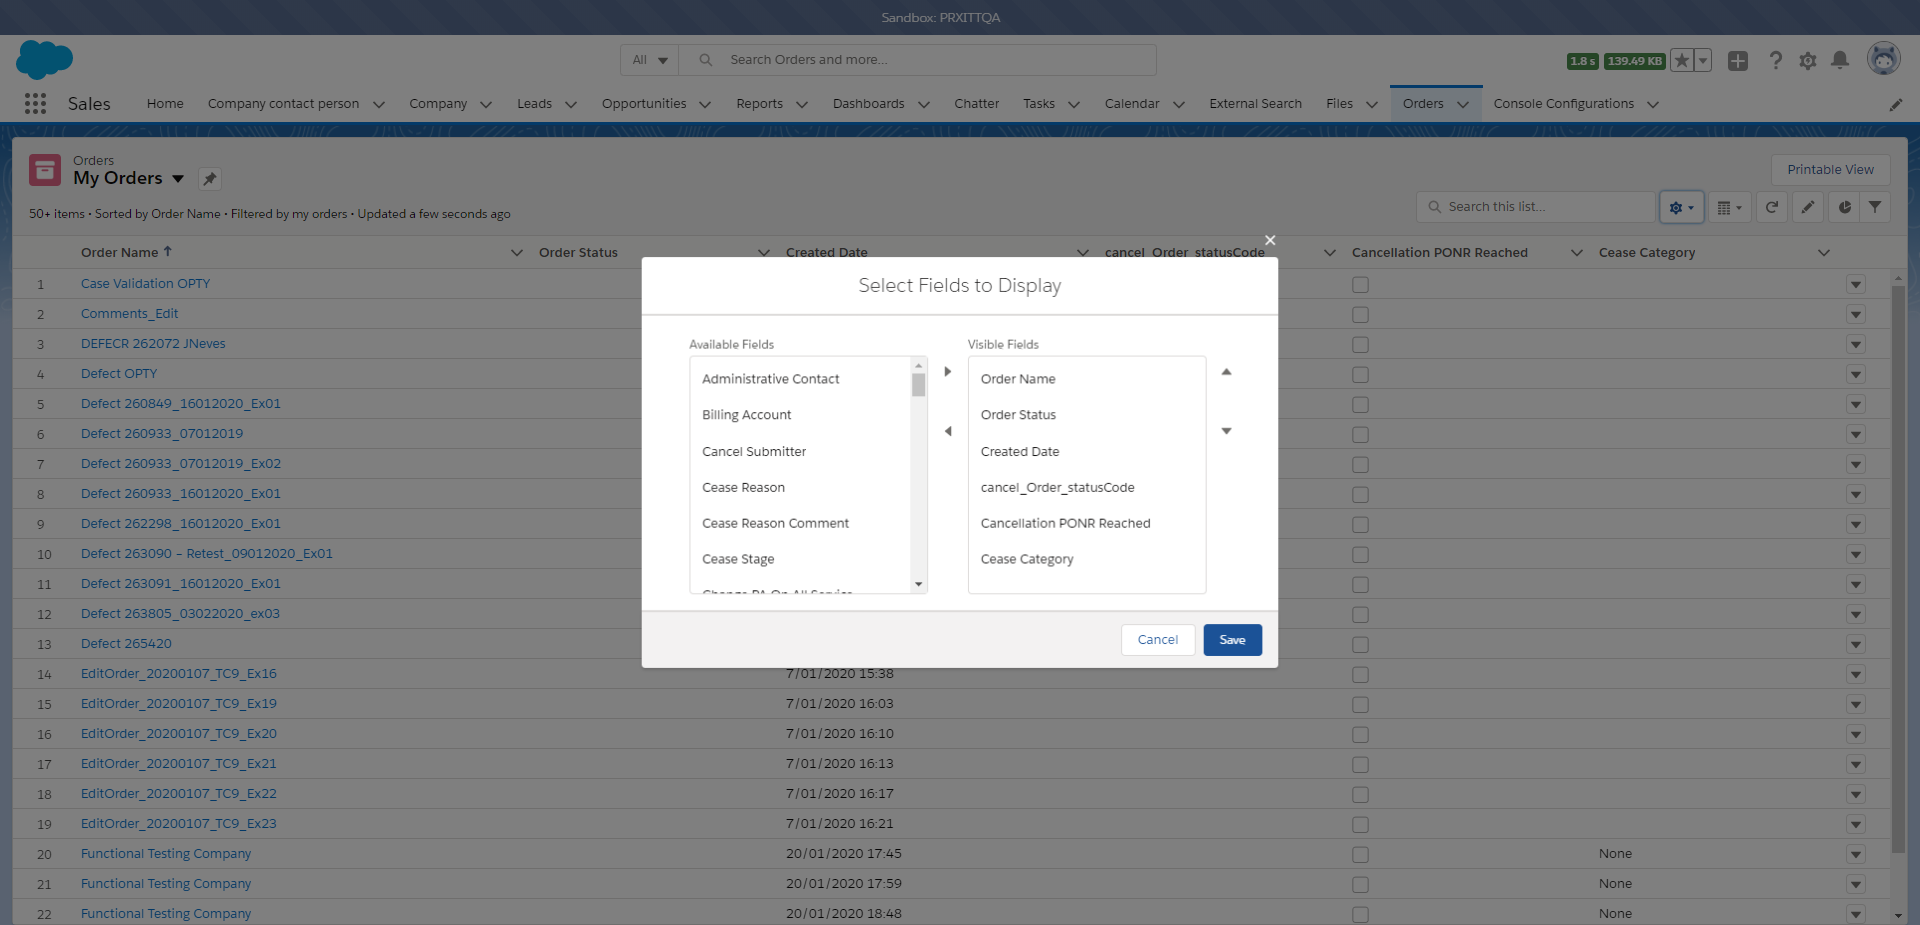 Sandbox: PRXITTQA
All
Search Orders and more...
1.8 s
139.49 KB
Sales
Home
Company contact person
Company
Leads
Opportunities
Reports
Dashboards
Chatter
Tasks
Calendar
External Search
Files
Orders
Console Configurations
Orders
My Orders
Printable View
50+ items • Sorted by Order Name • Filtered by my orders • Updated a few seconds ago
Search this list...
Order Name
Order Status
Created Date
cancel_Order_statusCode
Cancellation PONR Reached
Cease Category
1 Case Validation OPTY
2 Comments_Edit
3 DEFECR 262072 JNeves
4 Defect OPTY
5 Defect 260849_16012020_Ex01
6 Defect 260933_07012019
7 Defect 260933_07012019_Ex02
8 Defect 260933_16012020_Ex01
9 Defect 262298_16012020_Ex01
10 Defect 263090 – Retest_09012020_Ex01
11 Defect 263091_16012020_Ex01
12 Defect 263805_03022020_ex03
13 Defect 265420
14 EditOrder_20200107_TC9_Ex16 7/01/2020 15:38
15 EditOrder_20200107_TC9_Ex19 7/01/2020 16:03
16 EditOrder_20200107_TC9_Ex20 7/01/2020 16:10
17 EditOrder_20200107_TC9_Ex21 7/01/2020 16:13
18 EditOrder_20200107_TC9_Ex22 7/01/2020 16:17
19 EditOrder_20200107_TC9_Ex23 7/01/2020 16:21
20 Functional Testing Company 20/01/2020 17:45 None
21 Functional Testing Company 20/01/2020 17:59 None
22 Functional Testing Company 20/01/2020 18:48 None
Select Fields to Display
Available Fields
Administrative Contact
Billing Account
Cancel Submitter
Cease Reason
Cease Reason Comment
Cease Stage
Change BA On All Service
Visible Fields
Order Name
Order Status
Created Date
cancel_Order_statusCode
Cancellation PONR Reached
Cease Category
Cancel
Save